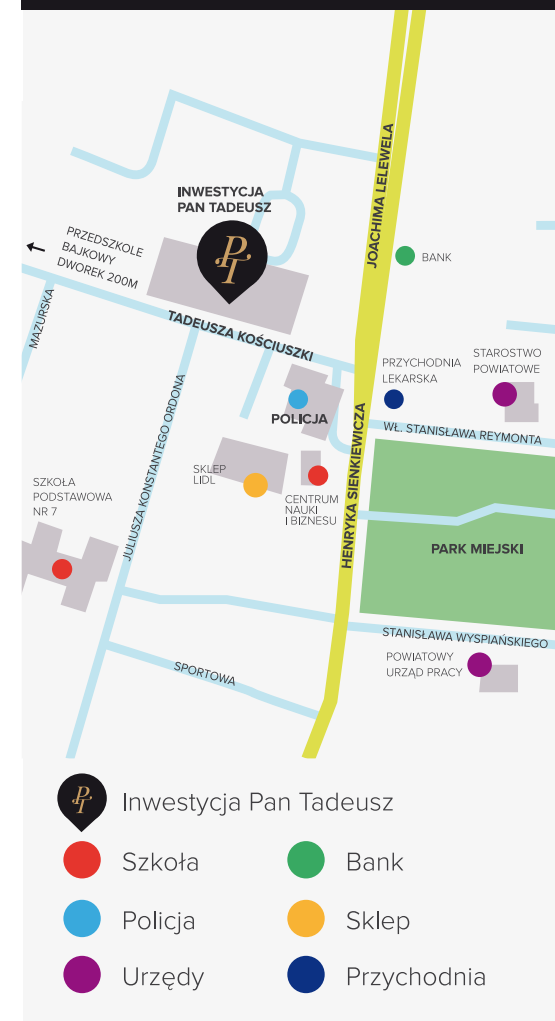 JOACHIMA LELEWELA
INWESTYCJA
PAN TADEUSZ
PT
PRZEDSZKOLE
BAJKOWY
DWOREK 200M
BANK
MAZURSKA
TADEUSZA KOŚCIUSZKI
PRZYCHODNIA
LEKARSKA
STAROSTWO
POWIATOWE
JULIUSZA KONSTANTEGO ORDONA
POLICJA
WŁ. STANISŁAWA REYMONTA
HENRYKA SIENKIEWICZA
SKLEP
LIDL
SZKOŁA
PODSTAWOWA
NR 7
CENTRUM
NAUKI
I BIZNESU
PARK MIEJSKI
STANISŁAWA WYSPIAŃSKIEGO
POWIATOWY
URZĄD PRACY
SPORTOWA
PT
Inwestycja Pan Tadeusz
Szkoła
Bank
Policja
Sklep
Urzędy
Przychodnia